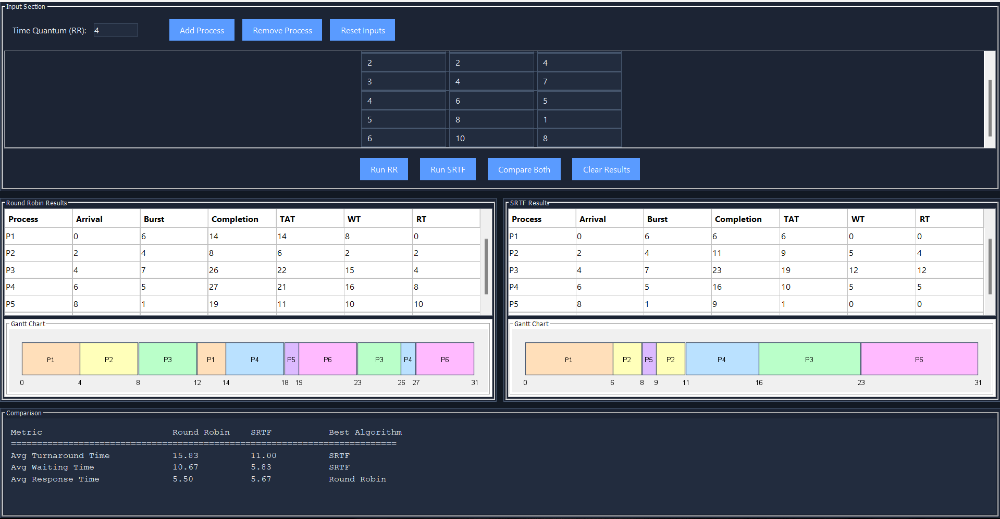 Input Section
Time Quantum (RR): 4 Add Process Remove Process Reset Inputs
2 2 4
3 4 7
4 6 5
5 8 1
6 10 8
Run RR Run SRTF Compare Both Clear Results
Round Robin Results
Process Arrival Burst Completion TAT WT RT
P1 0 6 14 14 8 0
P2 2 4 8 6 2 2
P3 4 7 26 22 15 4
P4 6 5 27 21 16 8
P5 8 1 19 11 10 10
Gantt Chart
P1 P2 P3 P1 P4 P5 P6 P3 P4 P6
0 4 8 12 14 18 19 23 26 27 31
SRTF Results
Process Arrival Burst Completion TAT WT RT
P1 0 6 6 6 0 0
P2 2 4 11 9 5 4
P3 4 7 23 19 12 12
P4 6 5 16 10 5 5
P5 8 1 9 1 0 0
Gantt Chart
P1 P2 P5 P2 P4 P3 P6
0 6 8 9 11 16 23 31
Comparison
Metric Round Robin SRTF Best Algorithm
==========================================================================
Avg Turnaround Time 15.83 11.00 SRTF
Avg Waiting Time 10.67 5.83 SRTF
Avg Response Time 5.50 5.67 Round Robin